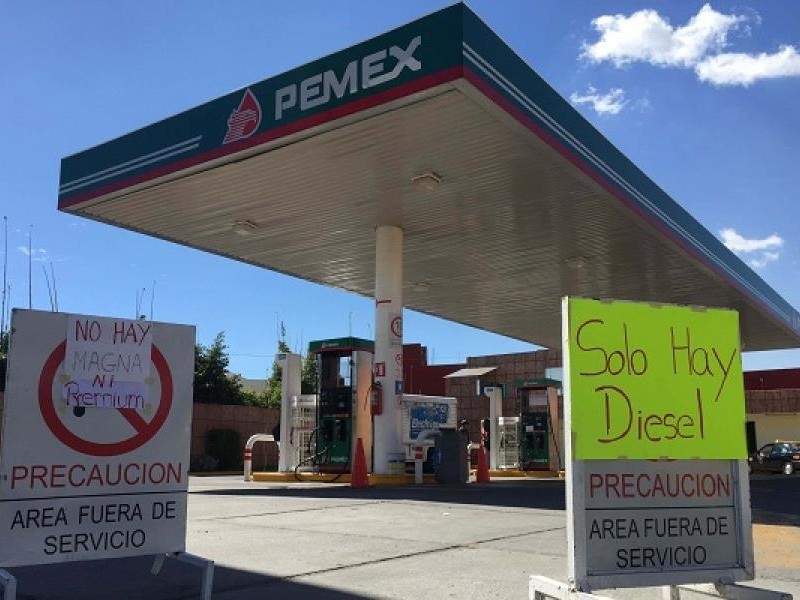 PEMEX
NO HAY
MAGNA
NI
Premium
PRECAUCION
AREA FUERA DE
SERVICIO
Solo Hay
Diesel
PRECAUCION
AREA FUERA DE
SERVICIO